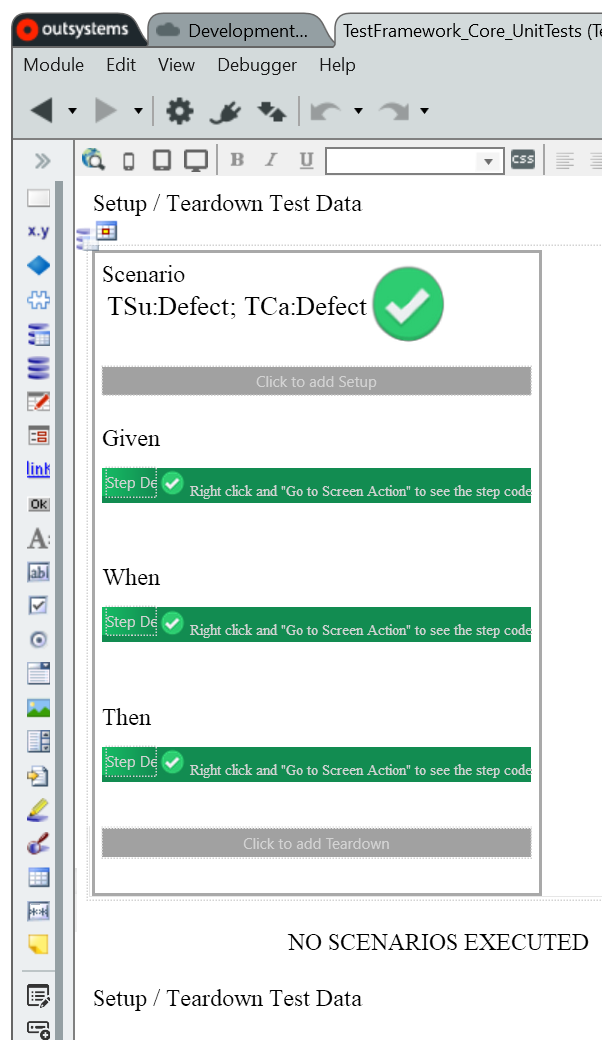 outsystems
Development...
TestFramework_Core_UnitTests (Te
Module Edit View Debugger Help
B I U
CSS
Setup / Teardown Test Data
x.y
Scenario
TSu:Defect; TCa:Defect
Click to add Setup
Given
Step De
Right click and "Go to Screen Action" to see the step code
link
Ok
A
ab
When
Step De
Right click and "Go to Screen Action" to see the step code
Then
Step De
Right click and "Go to Screen Action" to see the step code
Click to add Teardown
NO SCENARIOS EXECUTED
Setup / Teardown Test Data